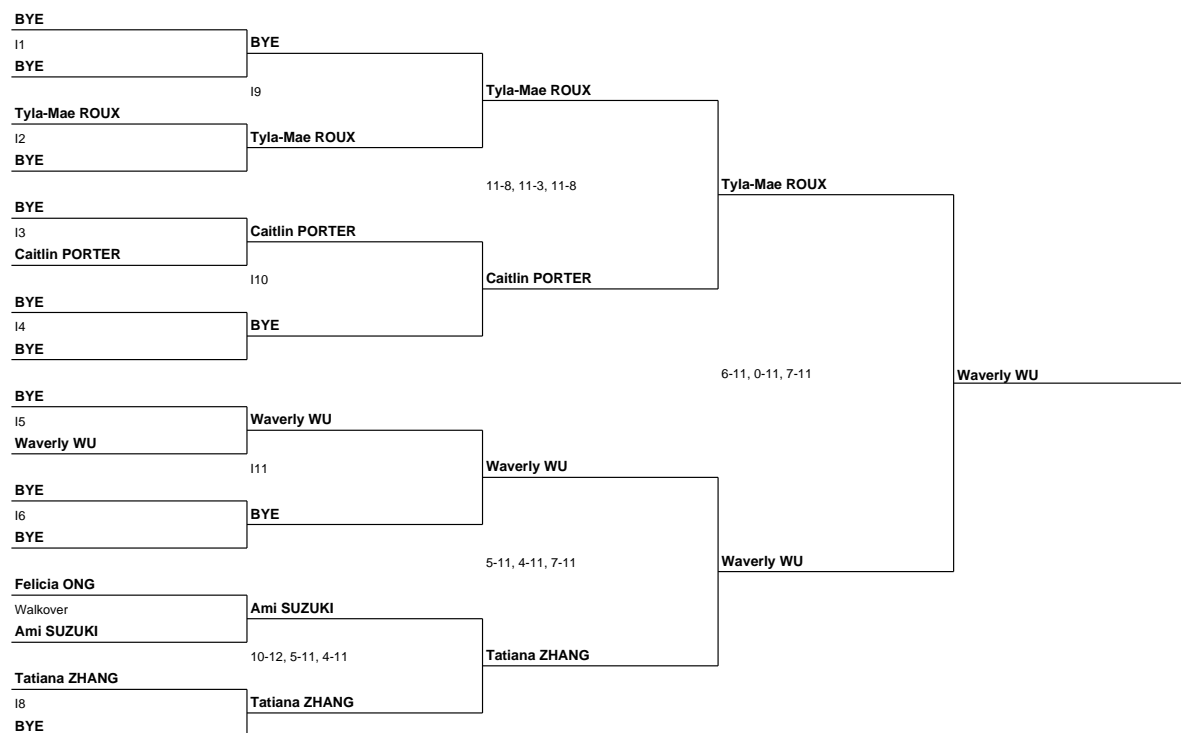 BYE
I1
BYE
BYE
I9
Tyla-Mae ROUX
Tyla-Mae ROUX
I2
Tyla-Mae ROUX
BYE
11-8, 11-3, 11-8
Tyla-Mae ROUX
BYE
I3
Caitlin PORTER
Caitlin PORTER
I10
Caitlin PORTER
BYE
I4
BYE
BYE
6-11, 0-11, 7-11
Waverly WU
BYE
I5
Waverly WU
Waverly WU
I11
Waverly WU
BYE
I6
BYE
BYE
5-11, 4-11, 7-11
Waverly WU
Felicia ONG
Walkover
Ami SUZUKI
Ami SUZUKI
10-12, 5-11, 4-11
Tatiana ZHANG
Tatiana ZHANG
I8
Tatiana ZHANG
BYE